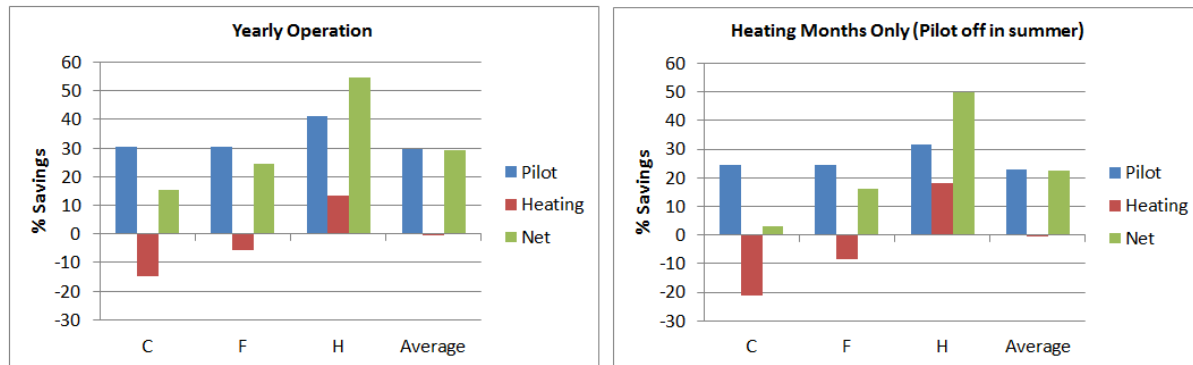 Yearly Operation
60
50
40
30
20
10
0
-10
-20
-30
% Savings
C F H Average
Pilot
Heating
Net
Heating Months Only (Pilot off in summer)
60
50
40
30
20
10
0
-10
-20
-30
% Savings
C F H Average
Pilot
Heating
Net